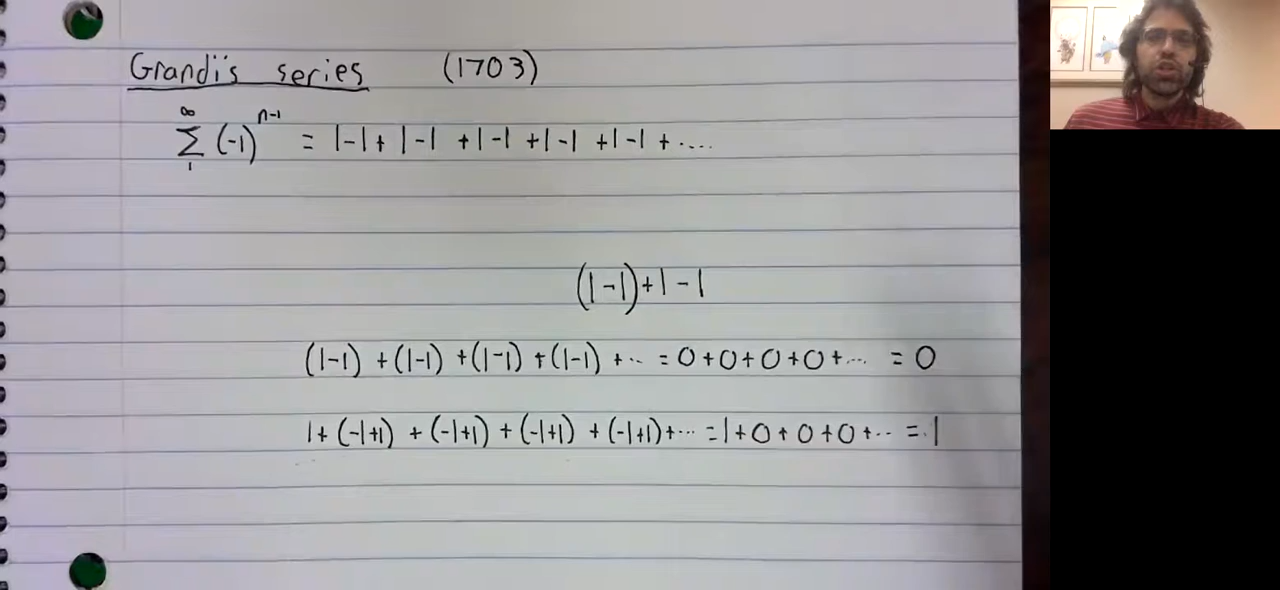 Grandi's series (1703)
∞ ∑ 1 (-1)^{n-1} = 1-1+1-1+1-1+1-1+1-1+....
(1-1)+1-1
(1-1)+(1-1)+(1-1)+(1-1)+... = 0+0+0+0+... = 0
1+(-1+1)+(-1+1)+(-1+1)+(-1+1)+... = 1+0+0+0+... = 1